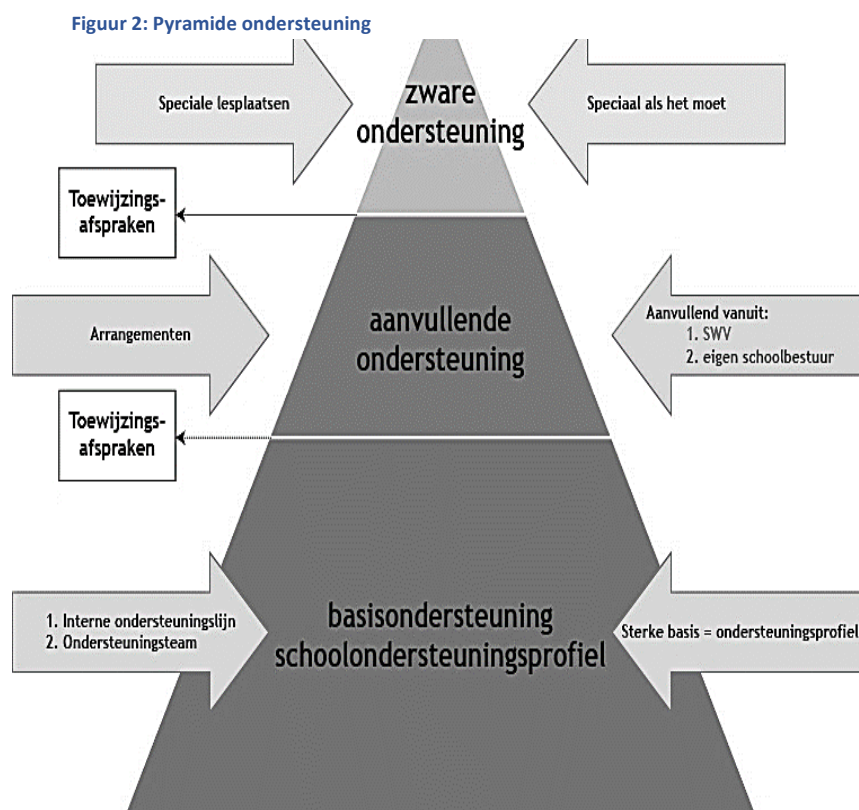 Figuur 2: Pyramide ondersteuning
Speciale lesplaatsen
zware
ondersteuning
Speciaal als het moet
Toewijzings-
afspraken
Arrangementen
aanvullende
ondersteuning
Aanvullend vanuit:
1. SWV
2. eigen schoolbestuur
Toewijzings-
afspraken
1. Interne ondersteuningslijn
2. Ondersteuningsteam
basisondersteuning
schoolondersteuningsprofiel
Sterke basis = ondersteuningsprofiel